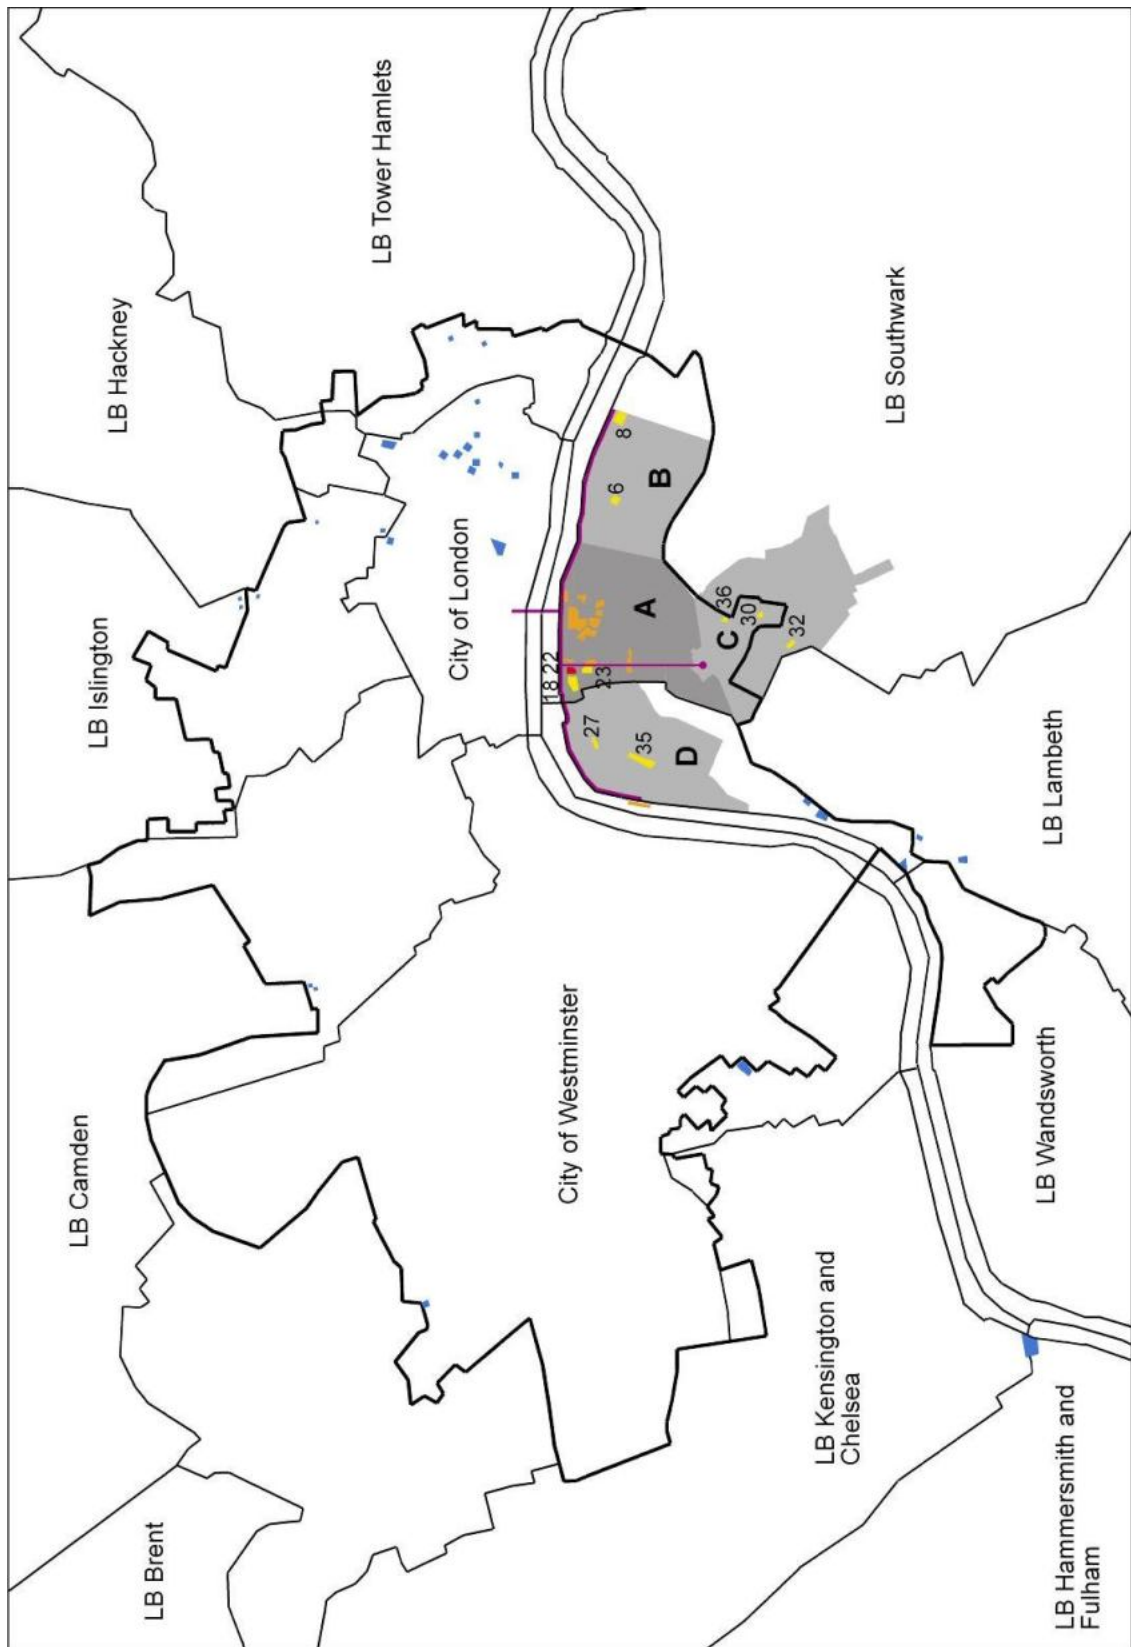 LB Brent
LB Camden
LB Islington
LB Hackney
LB Tower Hamlets
City of London
City of Westminster
18 22
23
27
35
D
A
6
8
B
C
36
30
32
LB Kensington and
Chelsea
LB Hammersmith and
Fulham
LB Wandsworth
LB Lambeth
LB Southwark